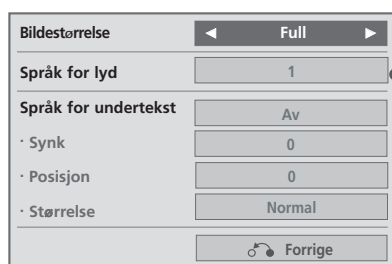 Bildestørrelse ◄ Full ►
Språk for lyd 1
Språk for undertekst Av
· Synk 0
· Posisjon 0
· Størrelse Normal
Forrige